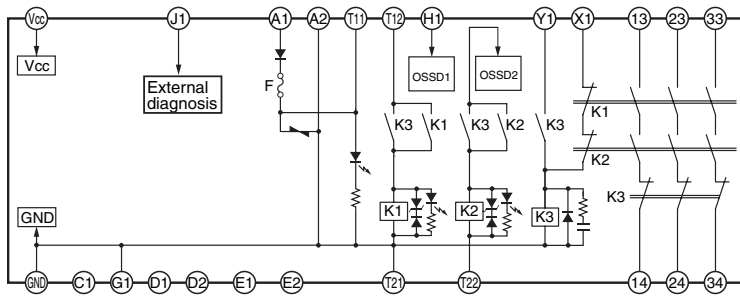 Vcc J1 A1 A2 T11 T12 H1 Y1 X1 13 23 33
Vcc
External
diagnosis
F
OSSD1
OSSD2
K3 K1 K3 K2 K3
K1
K2
GND
K1
K2
K3
K3
GND C1 G1 D1 D2 E1 E2 T21 T22 14 24 34